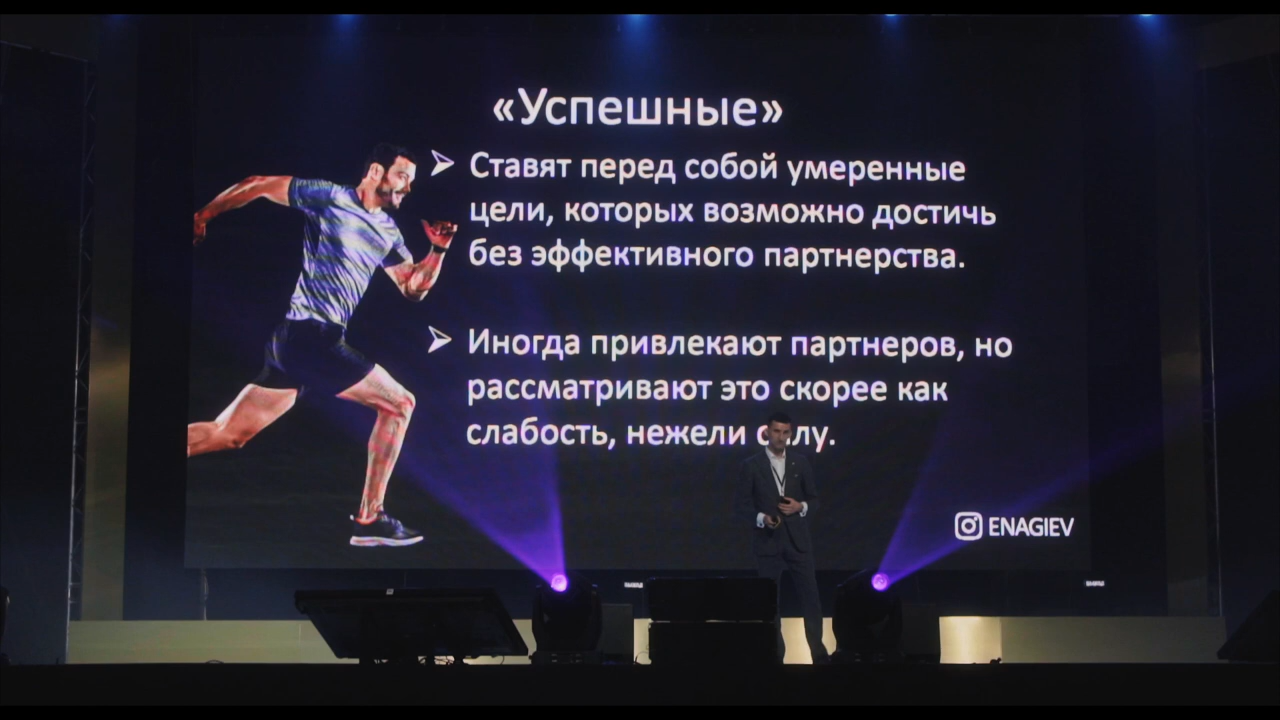 «Успешные»
Ставят перед собой умеренные
цели, которых возможно достичь
без эффективного партнерства.
Иногда привлекают партнеров, но
рассматривают это скорее как
слабость, нежели силу.
ENAGIEV